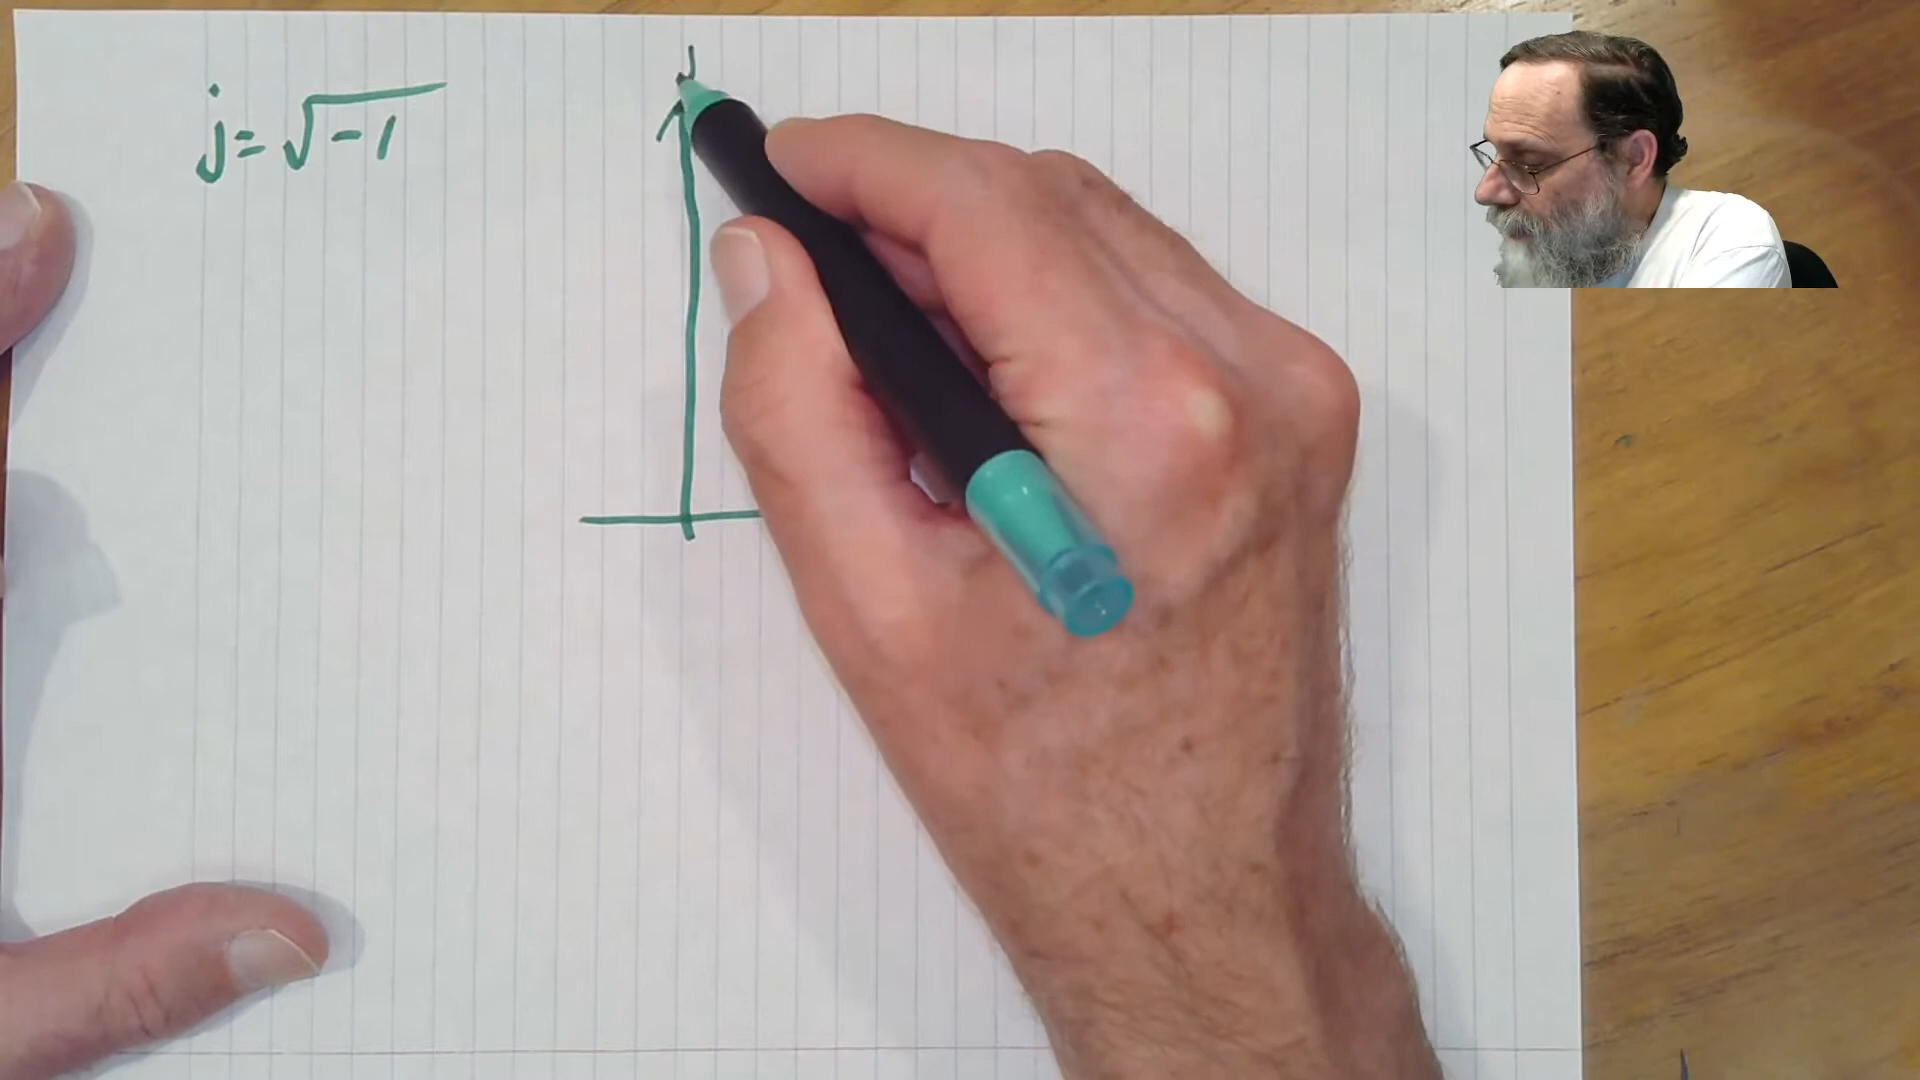 j = √-1